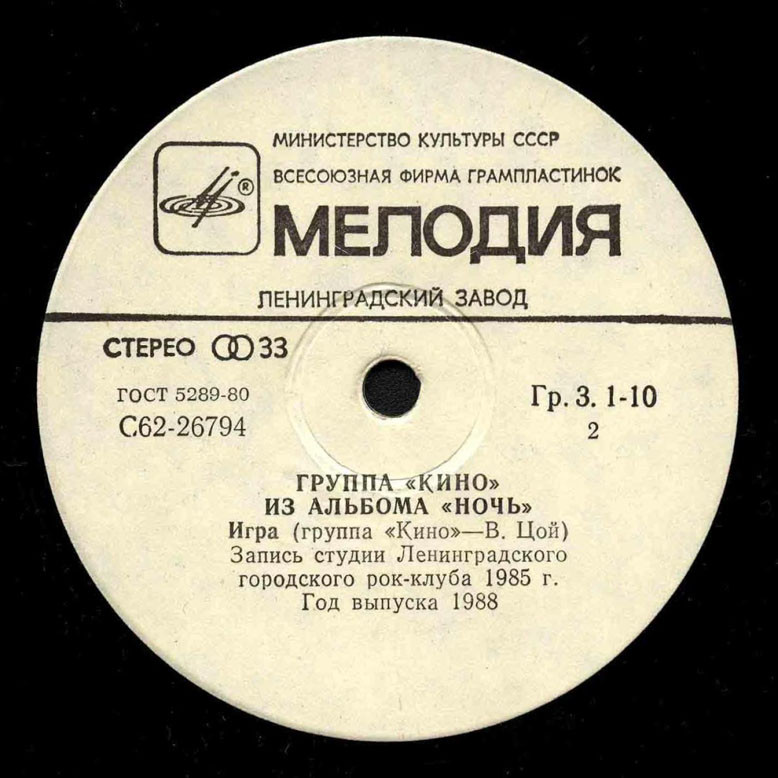 МИНИСТЕРСТВО КУЛЬТУРЫ СССР
ВСЕСОЮЗНАЯ ФИРМА ГРАМПЛАСТИНОК
®
МЕЛОДИЯ
ЛЕНИНГРАДСКИЙ ЗАВОД
СТЕРЕО 33
ГОСТ 5289-80
С62-26794
Гр. 3. 1-10
2
ГРУППА «КИНО»
ИЗ АЛЬБОМА «НОЧЬ»
Игра (группа «Кино»—В. Цой)
Запись студии Ленинградского
городского рок-клуба 1985 г.
Год выпуска 1988